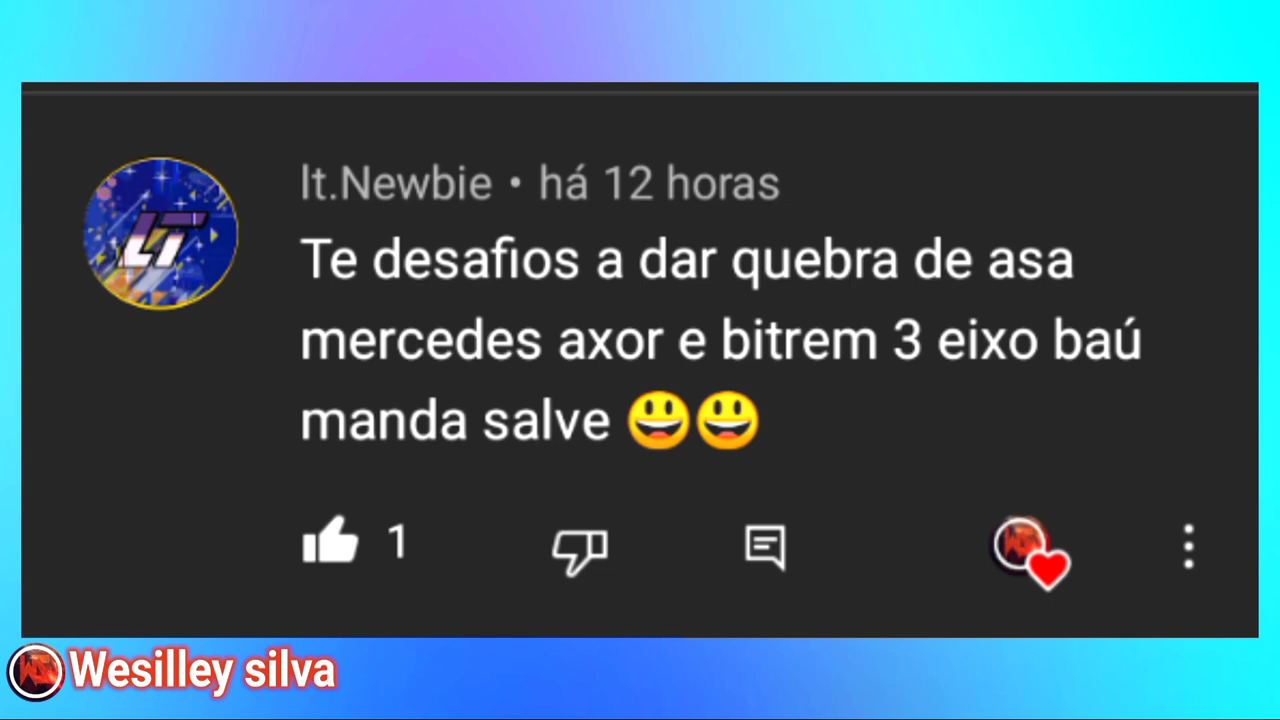 LT
lt.Newbie • há 12 horas
Te desafios a dar quebra de asa
mercedes axor e bitrem 3 eixo baú
manda salve 😃😃
1
Wesilley silva